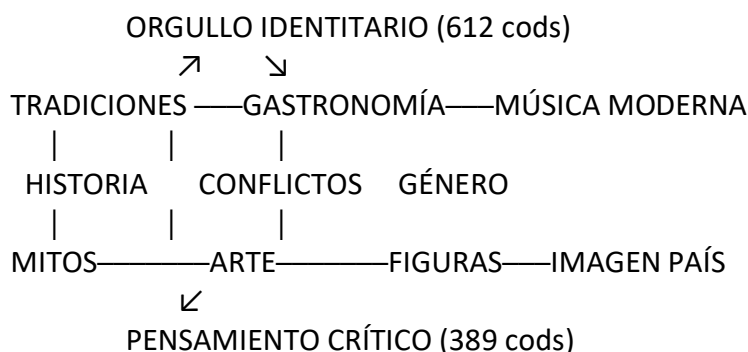 ORGULLO IDENTITARIO (612 cods)
↗ ↘
TRADICIONES ——GASTRONOMÍA——MÚSICA MODERNA
| | |
HISTORIA CONFLICTOS GÉNERO
| | |
MITOS————ARTE————FIGURAS——IMAGEN PAÍS
↙
PENSAMIENTO CRÍTICO (389 cods)